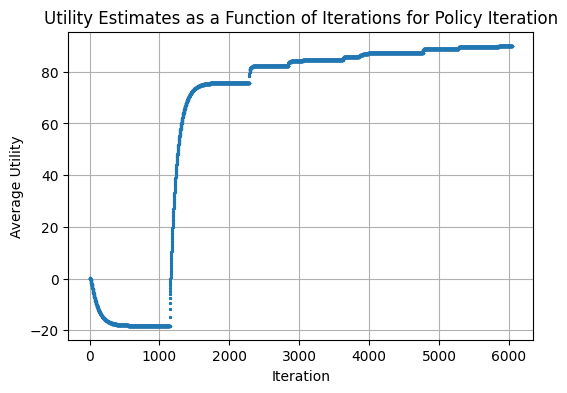 Utility Estimates as a Function of Iterations for Policy Iteration
80
60
40
20
0
−20
Average Utility
0 1000 2000 3000 4000 5000 6000
Iteration